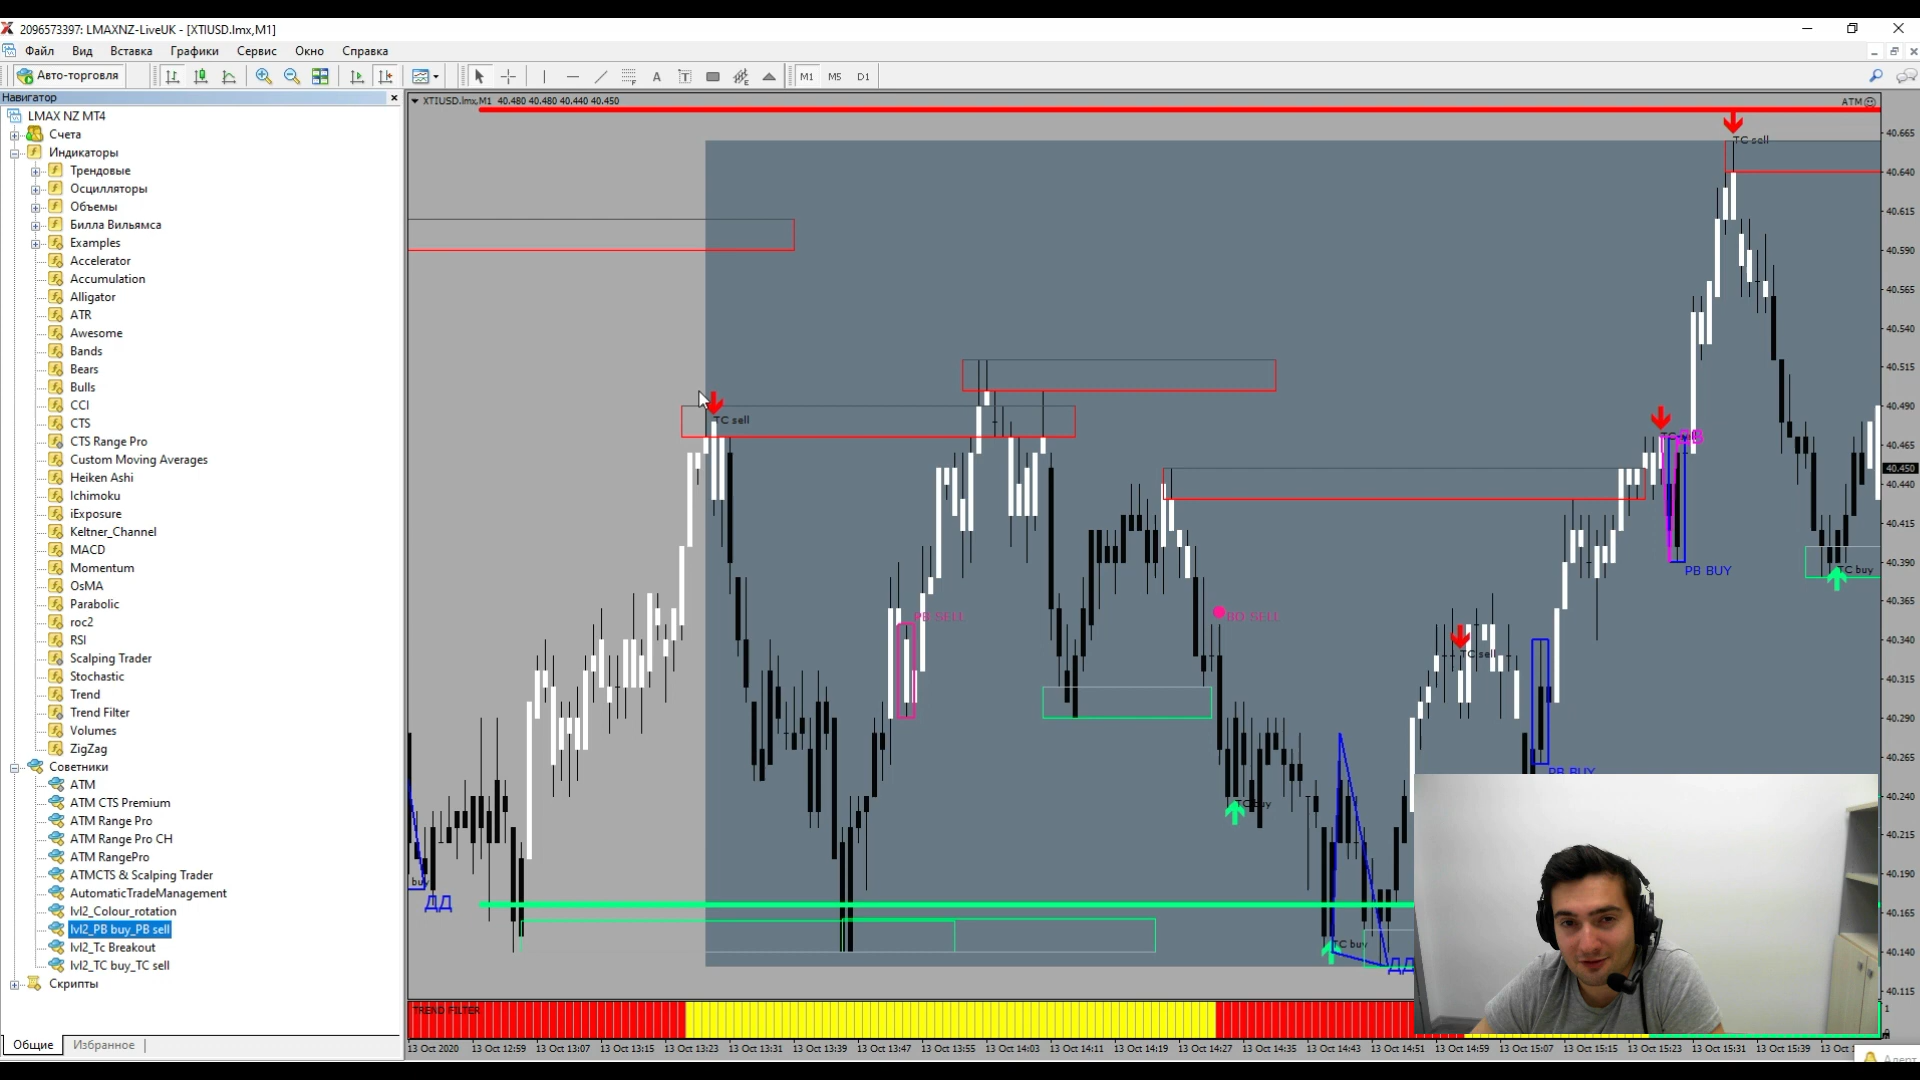 2096573397: LMAXNZ-LiveUK - [XTIUSD.lmx,M1]
Файл Вид Вставка Графики Сервис Окно Справка
Авто-торговля
A
T
M1 M5 D1
Навигатор
LMAX NZ MT4
Счета
Индикаторы
Трендовые
Осцилляторы
Объемы
Билла Вильямса
Examples
Accelerator
Accumulation
Alligator
ATR
Awesome
Bands
Bears
Bulls
CCI
CTS
CTS Range Pro
Custom Moving Averages
Heiken Ashi
Ichimoku
iExposure
Keltner_Channel
MACD
Momentum
OsMA
Parabolic
roc2
RSI
Scalping Trader
Stochastic
Trend
Trend Filter
Volumes
ZigZag
Советники
ATM
ATM CTS Premium
ATM Range Pro
ATM Range Pro CH
ATM RangePro
ATMCTS & Scalping Trader
AutomaticTradeManagement
lvl2_Colour_rotation
lvl2_PB buy_PB sell
lvl2_Tc Breakout
lvl2_TC buy_TC sell
Скрипты
Общие Избранное
XTIUSD.lmx,M1 40.480 40.480 40.440 40.450
ATM
TC sell
TC sell
PB SELL
BO SELL
TC sell
PB BUY
TC buy
PB BUY
TC buy
buy
ДД
TC buy
ДД
TREND FILTER
40.665
40.640
40.615
40.590
40.565
40.540
40.515
40.490
40.465
40.450
40.440
40.415
40.390
40.365
40.340
40.315
40.290
40.265
40.240
40.215
40.190
40.165
40.140
40.115
1
13 Oct 2020 13 Oct 12:59 13 Oct 13:07 13 Oct 13:15 13 Oct 13:23 13 Oct 13:31 13 Oct 13:39 13 Oct 13:47 13 Oct 13:55 13 Oct 14:03 13 Oct 14:11 13 Oct 14:19 13 Oct 14:27 13 Oct 14:35 13 Oct 14:43 13 Oct 14:51 13 Oct 14:59 13 Oct 15:07 13 Oct 15:15 13 Oct 15:23 13 Oct 15:31 13 Oct 15:39 13 Oct